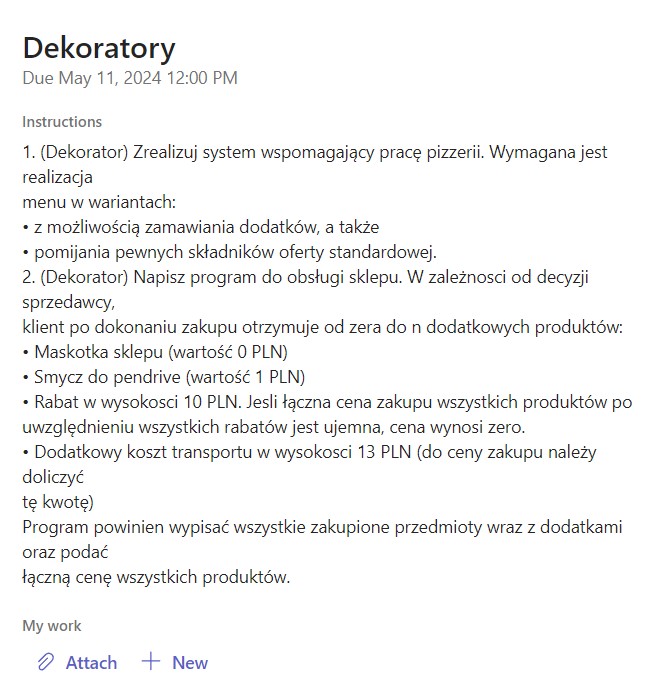 Dekoratory
Due May 11, 2024 12:00 PM
Instructions
1. (Dekorator) Zrealizuj system wspomagający pracę pizzerii. Wymagana jest
realizacja
menu w wariantach:
• z możliwością zamawiania dodatków, a także
• pomijania pewnych składników oferty standardowej.
2. (Dekorator) Napisz program do obsługi sklepu. W zależnosci od decyzji
sprzedawcy,
klient po dokonaniu zakupu otrzymuje od zera do n dodatkowych produktów:
• Maskotka sklepu (wartość 0 PLN)
• Smycz do pendrive (wartość 1 PLN)
• Rabat w wysokosci 10 PLN. Jesli łączna cena zakupu wszystkich produktów po
uwzględnieniu wszystkich rabatów jest ujemna, cena wynosi zero.
• Dodatkowy koszt transportu w wysokosci 13 PLN (do ceny zakupu należy
doliczyć
tę kwotę)
Program powinien wypisać wszystkie zakupione przedmioty wraz z dodatkami
oraz podać
łączną cenę wszystkich produktów.
My work
Attach New